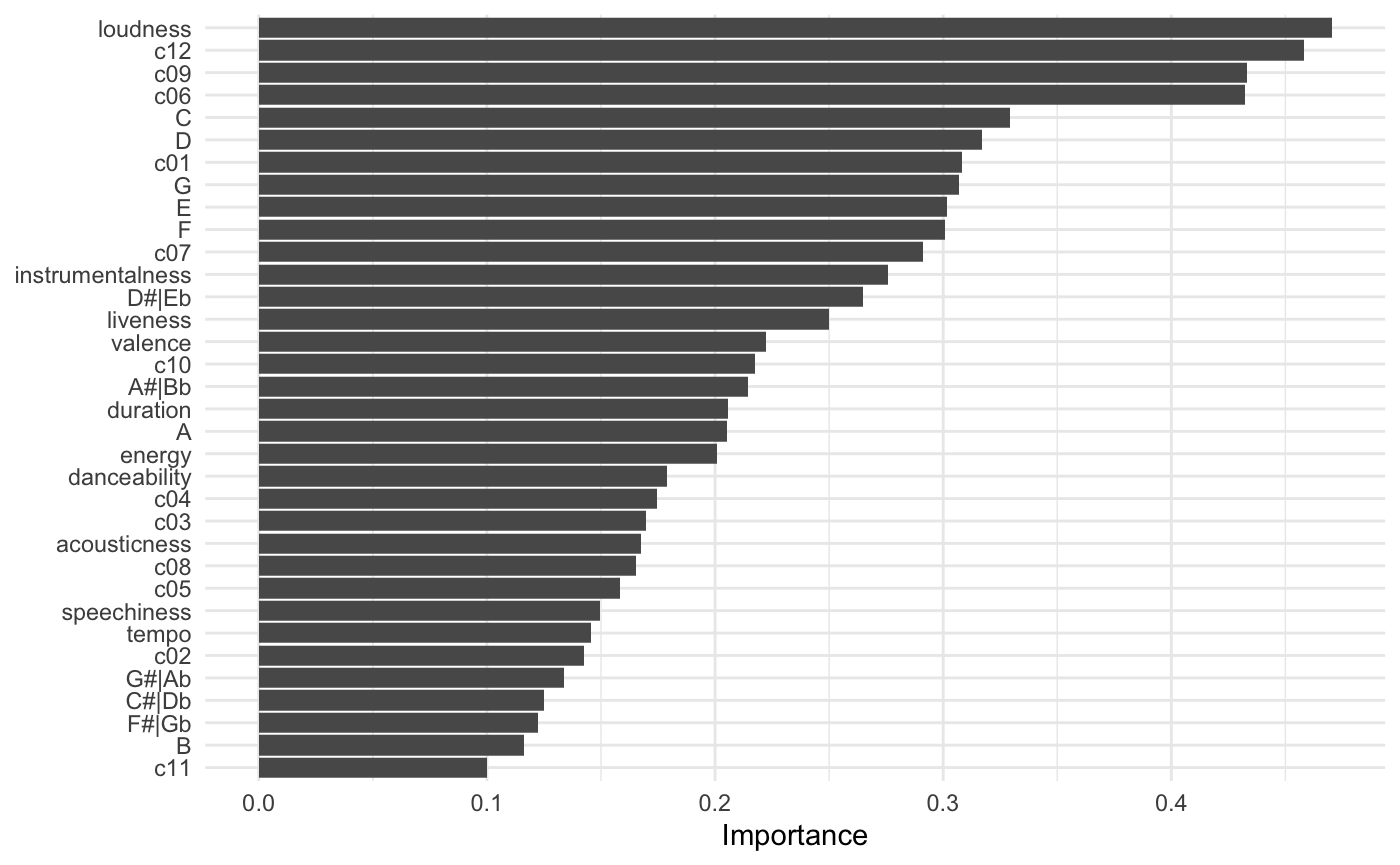 loudness
c12
c09
c06
C
D
c01
G
E
F
c07
instrumentalness
D#|Eb
liveness
valence
c10
A#|Bb
duration
A
energy
danceability
c04
c03
acousticness
c08
c05
speechiness
tempo
c02
G#|Ab
C#|Db
F#|Gb
B
c11
0.0 0.1 0.2 0.3 0.4
Importance